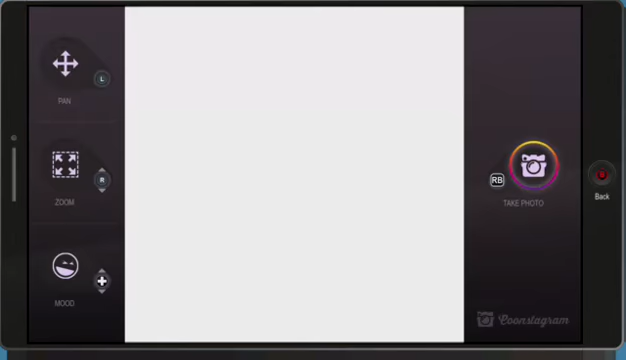 PAN
L
ZOOM
R
MOOD
RB
TAKE PHOTO
B
Back
Coonstagram